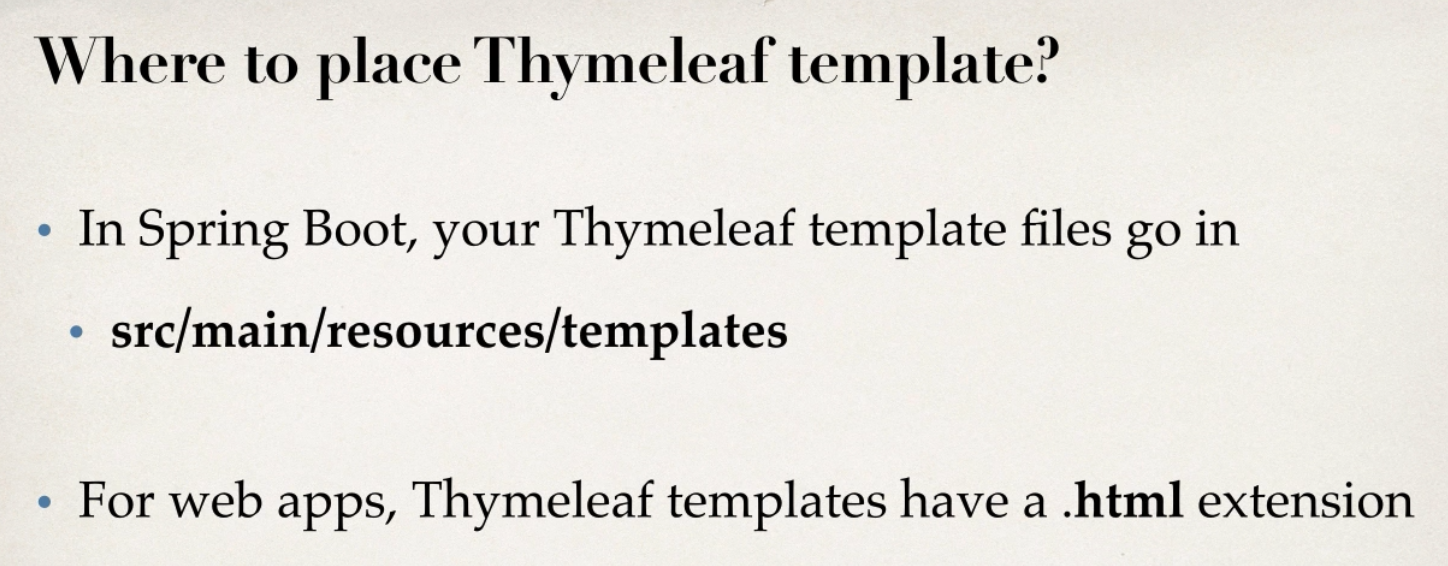 Where to place Thymeleaf template?
• In Spring Boot, your Thymeleaf template files go in
• src/main/resources/templates
• For web apps, Thymeleaf templates have a .html extension